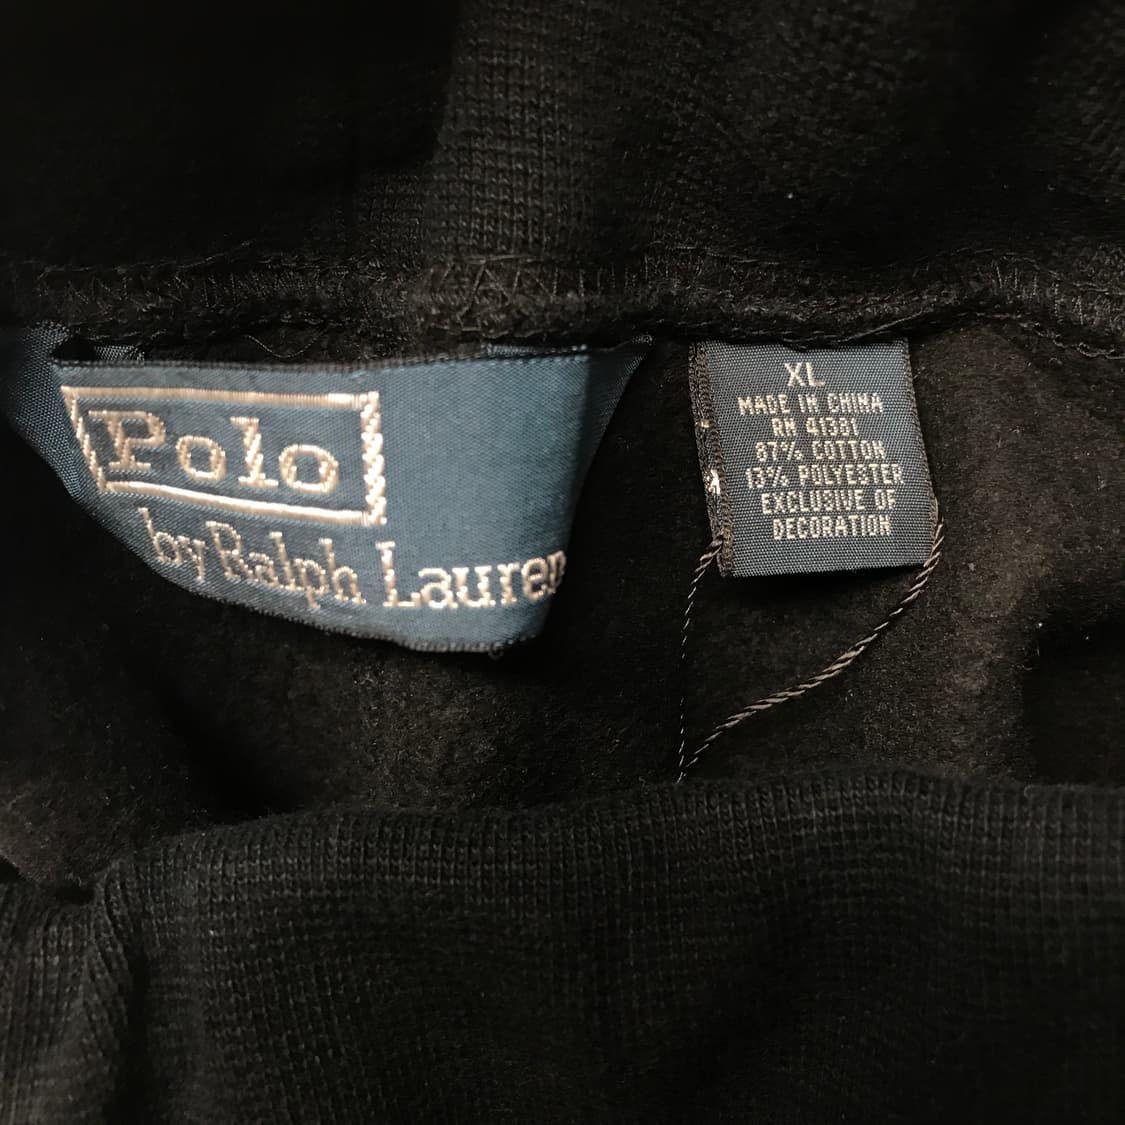 Polo
by Ralph Lauren
XL
MADE IN CHINA
RN 41381
87% COTTON
13% POLYESTER
EXCLUSIVE OF
DECORATION